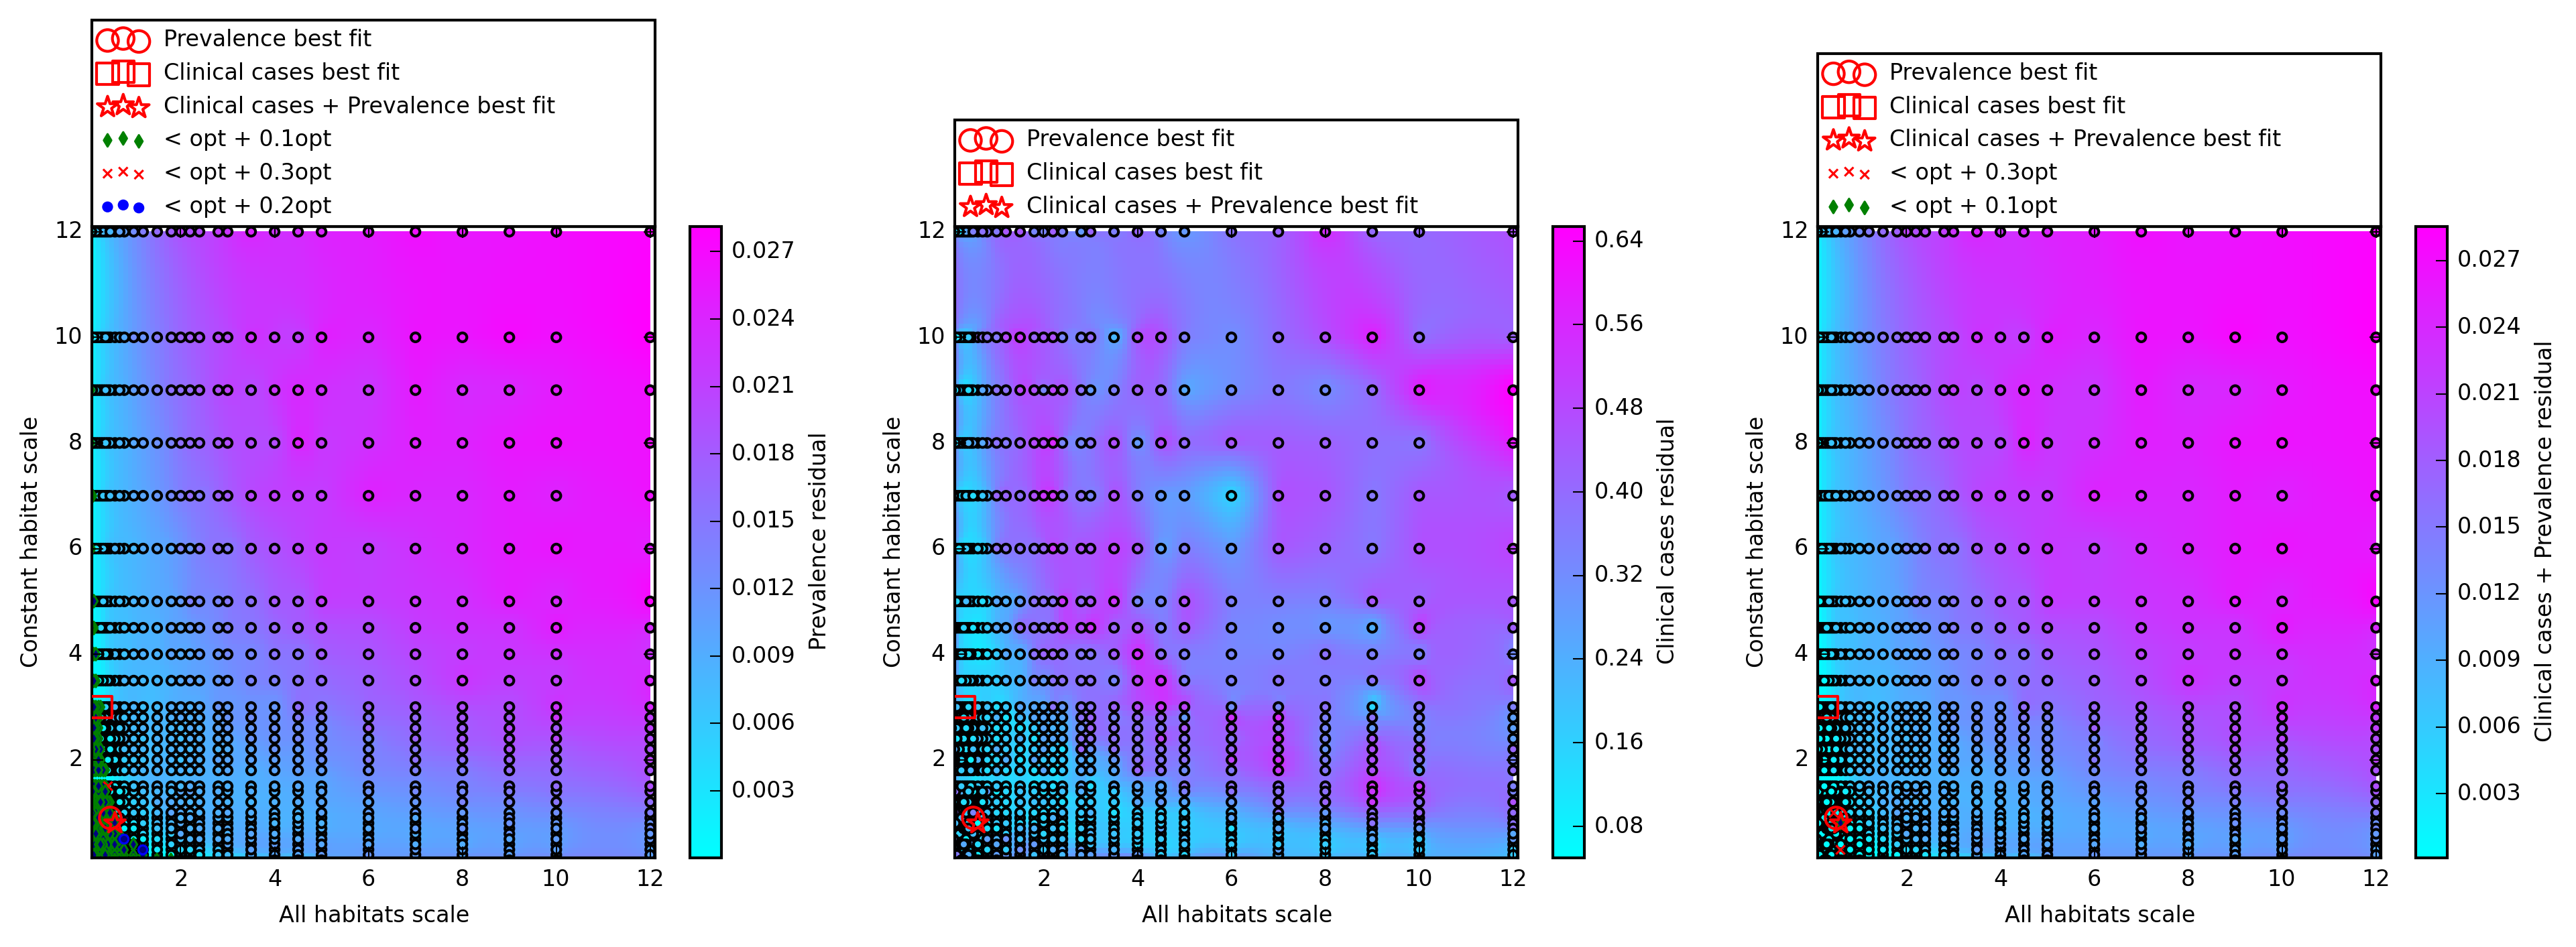 Prevalence best fit
Clinical cases best fit
Clinical cases + Prevalence best fit
< opt + 0.1opt
< opt + 0.3opt
< opt + 0.2opt
12
10
8
6
4
2
Constant habitat scale
2 4 6 8 10 12
All habitats scale
0.027
0.024
0.021
0.018
0.015
0.012
0.009
0.006
0.003
Prevalence residual
Prevalence best fit
Clinical cases best fit
Clinical cases + Prevalence best fit
12
10
8
6
4
2
Constant habitat scale
2 4 6 8 10 12
All habitats scale
0.64
0.56
0.48
0.40
0.32
0.24
0.16
0.08
Clinical cases residual
Prevalence best fit
Clinical cases best fit
Clinical cases + Prevalence best fit
< opt + 0.3opt
< opt + 0.1opt
12
10
8
6
4
2
Constant habitat scale
2 4 6 8 10 12
All habitats scale
0.027
0.024
0.021
0.018
0.015
0.012
0.009
0.006
0.003
Clinical cases + Prevalence residual